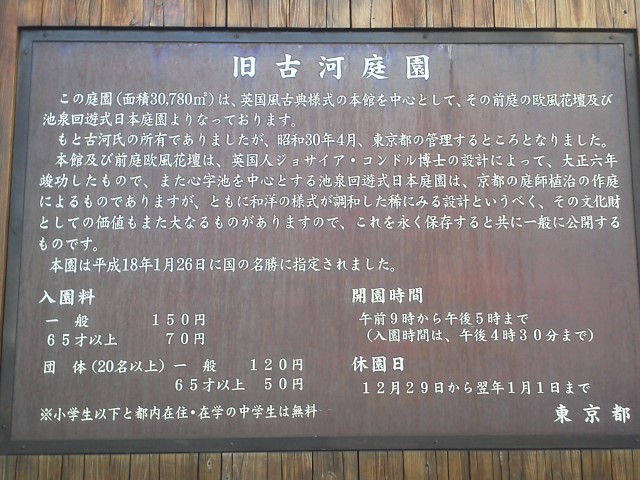 旧古河庭園
この庭園(面積30,780㎡)は、英国風古典様式の本館を中心として、その前庭の欧風花壇及び
池泉回遊式日本庭園よりなっております。
もと古河氏の所有でありましたが、昭和30年4月、東京都の管理するところとなりました。
本館及び前庭欧風花壇は、英国人ジョサイア・コンドル博士の設計によって、大正六年
竣功したもので、また心字池を中心とする池泉回遊式日本庭園は、京都の庭師植治の作庭
によるものでありますが、ともに和洋の様式が調和した稀にみる設計というべく、その文化財
としての価値もまた大なるものがありますので、これを永く保存すると共に一般に公開する
ものです。
本園は平成18年1月26日に国の名勝に指定されました。
入園料
一 般 150円
65才以上 70円
団 体(20名以上)一 般 120円
65才以上 50円
※小学生以下と都内在住・在学の中学生は無料
開園時間
午前9時から午後5時まで
(入園時間は、午後4時30分まで)
休園日
12月29日から翌年1月1日まで
東京都